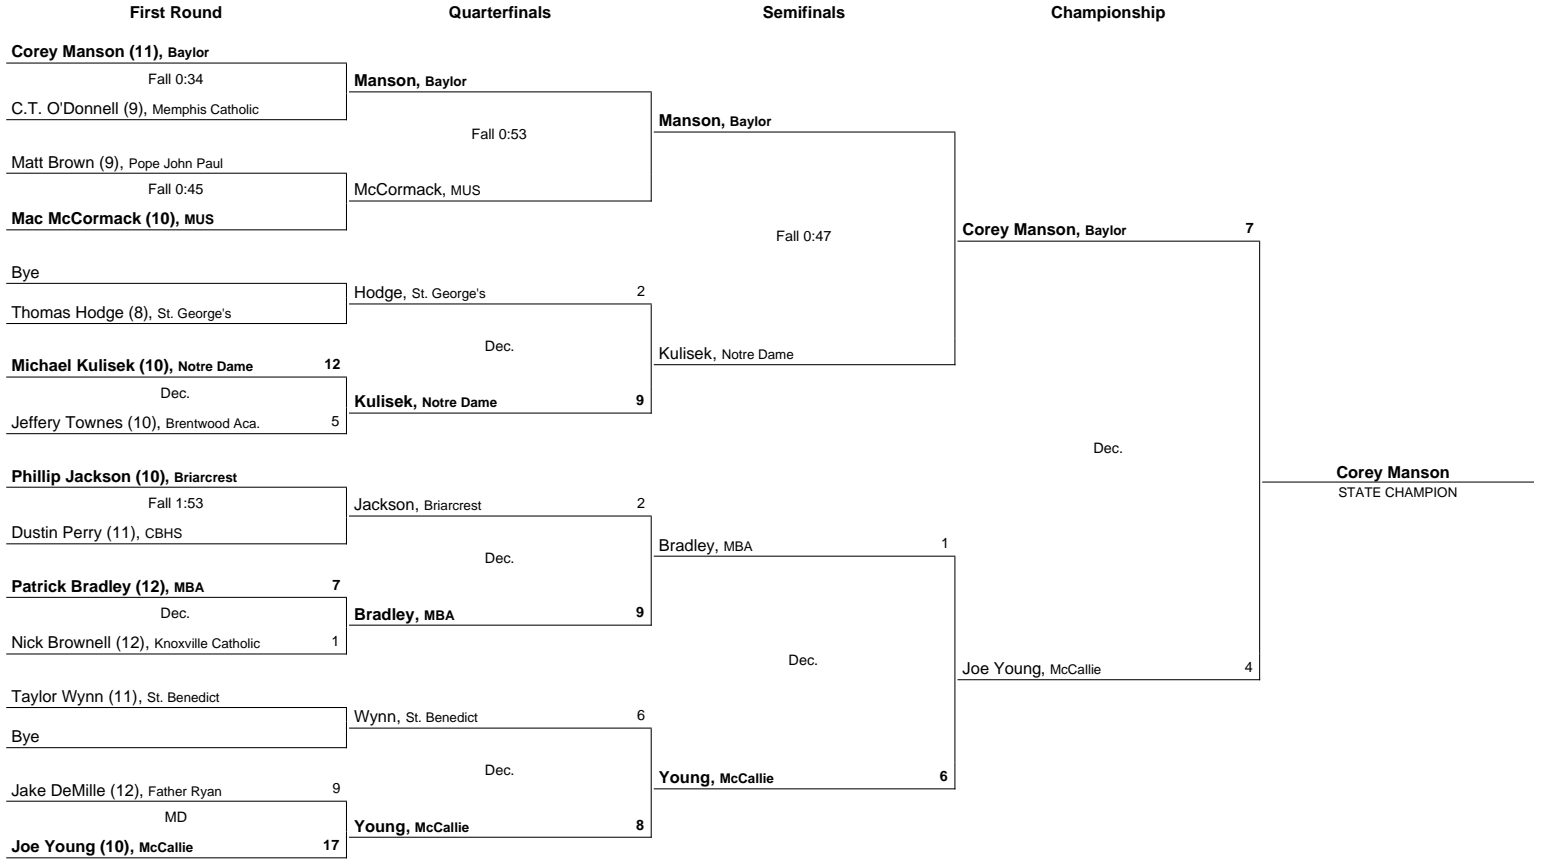 First Round
Quarterfinals
Semifinals
Championship
Corey Manson (11), Baylor
Fall 0:34
C.T. O'Donnell (9), Memphis Catholic
Matt Brown (9), Pope John Paul
Fall 0:45
Mac McCormack (10), MUS
Bye
Thomas Hodge (8), St. George's
Michael Kulisek (10), Notre Dame 12
Dec.
Jeffery Townes (10), Brentwood Aca. 5
Phillip Jackson (10), Briarcrest
Fall 1:53
Dustin Perry (11), CBHS
Patrick Bradley (12), MBA 7
Dec.
Nick Brownell (12), Knoxville Catholic 1
Taylor Wynn (11), St. Benedict
Bye
Jake DeMille (12), Father Ryan 9
MD
Joe Young (10), McCallie 17
Manson, Baylor
Fall 0:53
McCormack, MUS
Hodge, St. George's 2
Dec.
Kulisek, Notre Dame 9
Jackson, Briarcrest 2
Dec.
Bradley, MBA 9
Wynn, St. Benedict 6
Dec.
Young, McCallie 8
Manson, Baylor
Fall 0:47
Kulisek, Notre Dame
Bradley, MBA 1
Dec.
Young, McCallie 6
Corey Manson, Baylor 7
Dec.
Joe Young, McCallie 4
Corey Manson
STATE CHAMPION